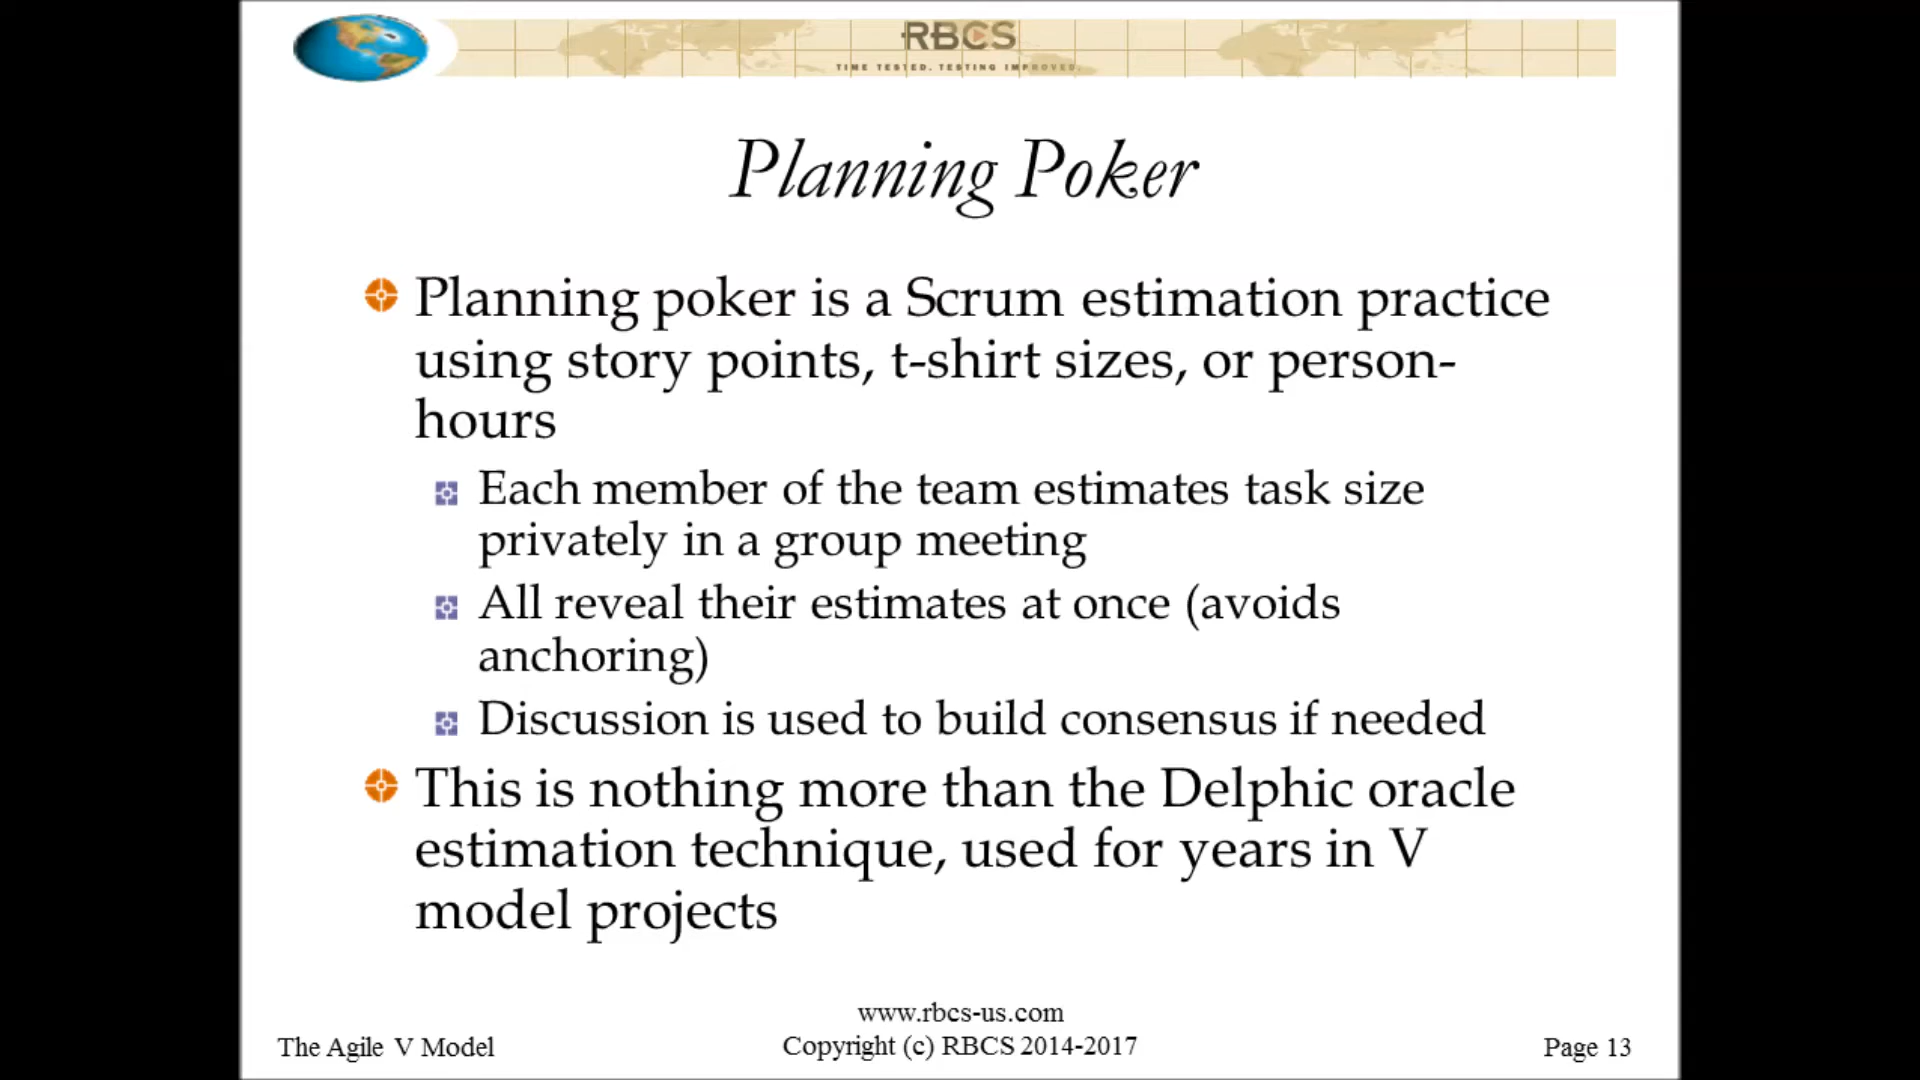 RBCS
TIME TESTED. TESTING IMPROVED.
Planning Poker
Planning poker is a Scrum estimation practice
using story points, t-shirt sizes, or person-
hours
Each member of the team estimates task size
privately in a group meeting
All reveal their estimates at once (avoids
anchoring)
Discussion is used to build consensus if needed
This is nothing more than the Delphic oracle
estimation technique, used for years in V
model projects
www.rbcs-us.com
The Agile V Model
Copyright (c) RBCS 2014-2017
Page 13